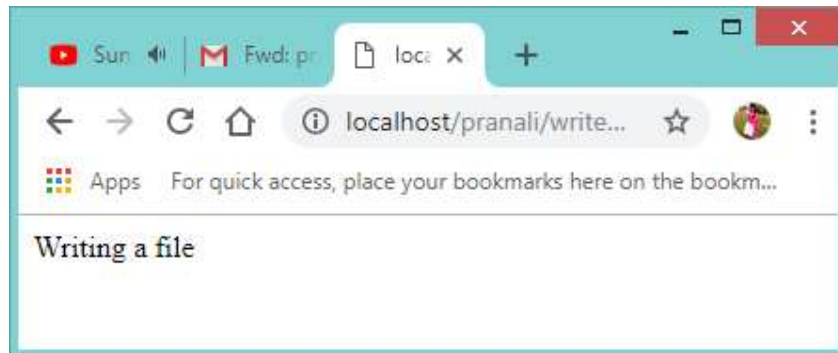 Sun Fwd: pr loca
localhost/pranali/write...
Apps For quick access, place your bookmarks here on the bookm...
Writing a file